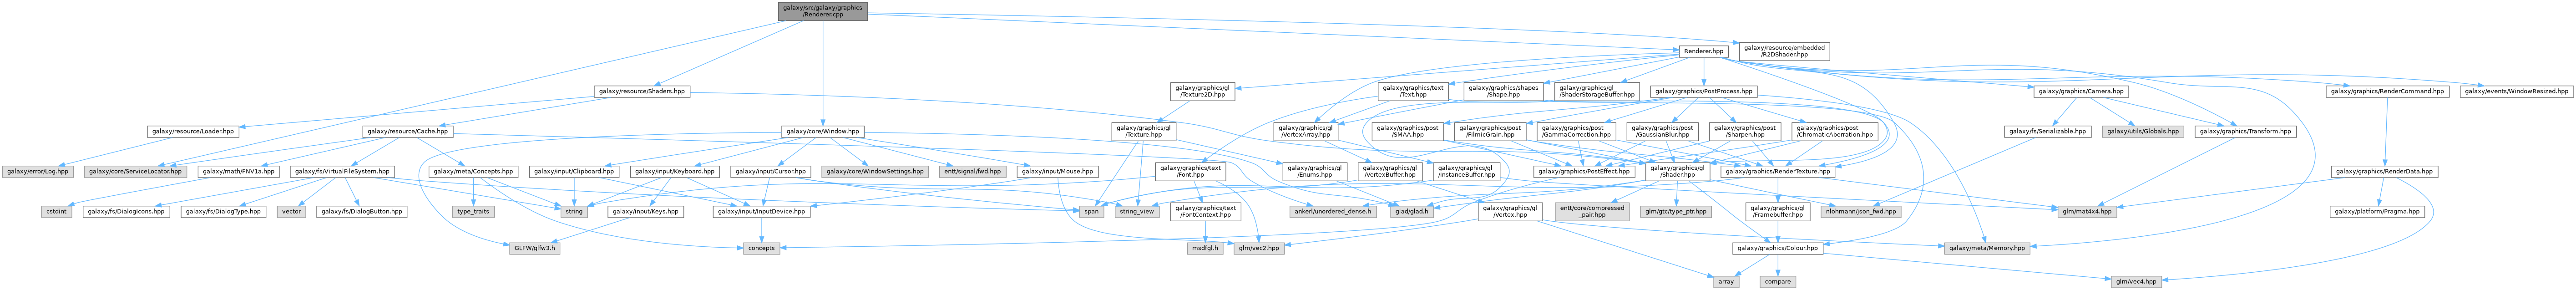 galaxy/src/galaxy/graphics
/Renderer.cpp
Renderer.hpp
galaxy/resource/embedded
/R2DShader.hpp
galaxy/resource/Shaders.hpp
galaxy/graphics/gl
/Texture2D.hpp
galaxy/graphics/text
/Text.hpp
galaxy/graphics/shapes
/Shape.hpp
galaxy/graphics/gl
/ShaderStorageBuffer.hpp
galaxy/graphics/PostProcess.hpp
galaxy/graphics/Camera.hpp
galaxy/graphics/RenderCommand.hpp
galaxy/events/WindowResized.hpp
galaxy/resource/Loader.hpp
galaxy/resource/Cache.hpp
galaxy/core/Window.hpp
galaxy/graphics/gl
/Texture.hpp
galaxy/graphics/gl
/VertexArray.hpp
galaxy/graphics/post
/SMAA.hpp
galaxy/graphics/post
/FilmicGrain.hpp
galaxy/graphics/post
/GammaCorrection.hpp
galaxy/graphics/post
/GaussianBlur.hpp
galaxy/graphics/post
/Sharpen.hpp
galaxy/graphics/post
/ChromaticAberration.hpp
galaxy/fs/Serializable.hpp
galaxy/utils/Globals.hpp
galaxy/graphics/Transform.hpp
galaxy/error/Log.hpp
galaxy/core/ServiceLocator.hpp
galaxy/math/FNV1a.hpp
galaxy/fs/VirtualFileSystem.hpp
galaxy/meta/Concepts.hpp
galaxy/input/Clipboard.hpp
galaxy/input/Keyboard.hpp
galaxy/input/Cursor.hpp
galaxy/core/WindowSettings.hpp
entt/signal/fwd.hpp
galaxy/input/Mouse.hpp
galaxy/graphics/text
/Font.hpp
galaxy/graphics/gl
/Enums.hpp
galaxy/graphics/gl
/VertexBuffer.hpp
galaxy/graphics/gl
/InstanceBuffer.hpp
galaxy/graphics/PostEffect.hpp
galaxy/graphics/gl
/Shader.hpp
galaxy/graphics/RenderTexture.hpp
galaxy/graphics/RenderData.hpp
cstdint
galaxy/fs/DialogIcons.hpp
galaxy/fs/DialogType.hpp
vector
galaxy/fs/DialogButton.hpp
type_traits
string
galaxy/input/Keys.hpp
galaxy/input/InputDevice.hpp
span
string_view
galaxy/graphics/text
/FontContext.hpp
ankerl/unordered_dense.h
glad/glad.h
galaxy/graphics/gl
/Vertex.hpp
entt/core/compressed
_pair.hpp
glm/gtc/type_ptr.hpp
galaxy/graphics/gl
/Framebuffer.hpp
nlohmann/json_fwd.hpp
glm/mat4x4.hpp
galaxy/platform/Pragma.hpp
GLFW/glfw3.h
concepts
msdfgl.h
glm/vec2.hpp
galaxy/graphics/Colour.hpp
galaxy/meta/Memory.hpp
array
compare
glm/vec4.hpp